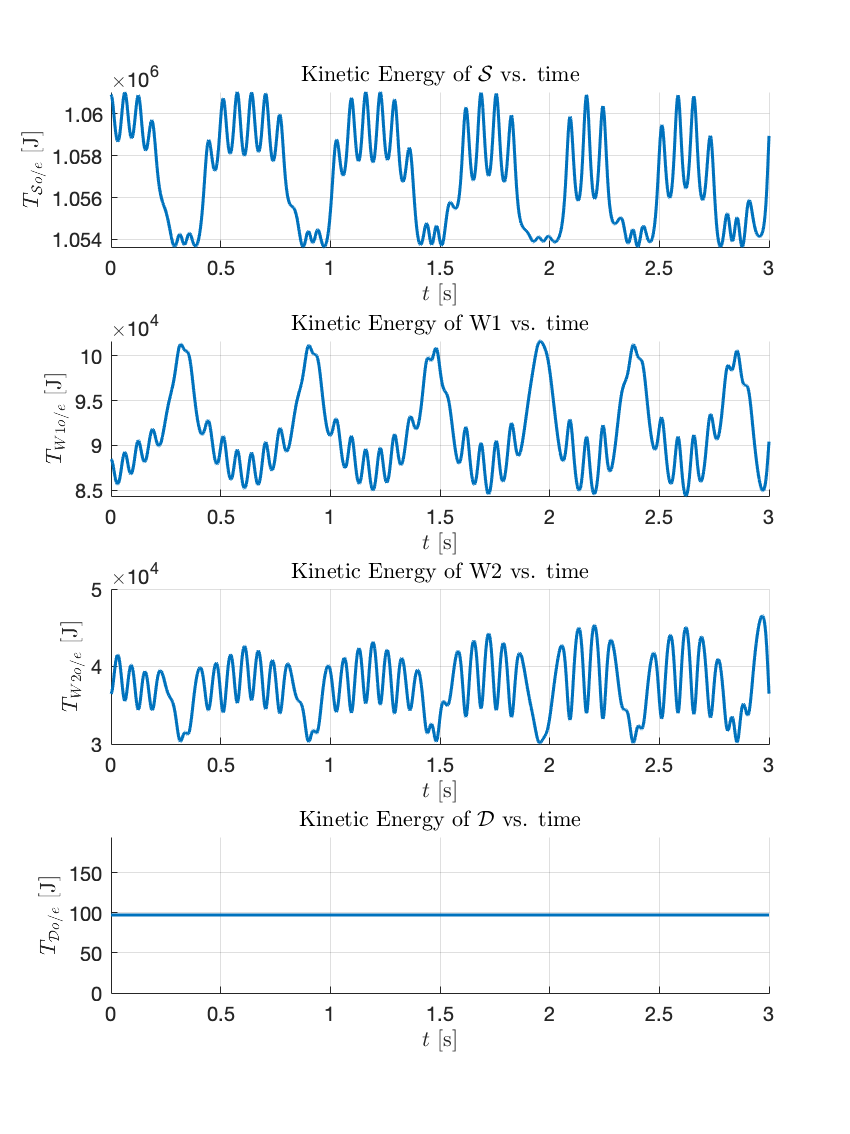 Kinetic Energy of 𝒮 vs. time
×10⁶
T_{𝒮o/e} [J]
1.06
1.058
1.056
1.054
0 0.5 1 1.5 2 2.5 3
t [s]
Kinetic Energy of W1 vs. time
×10⁴
T_{W1o/e} [J]
10
9.5
9
8.5
0 0.5 1 1.5 2 2.5 3
t [s]
Kinetic Energy of W2 vs. time
×10⁴
T_{W2o/e} [J]
5
4
3
0 0.5 1 1.5 2 2.5 3
t [s]
Kinetic Energy of 𝒟 vs. time
T_{𝒟o/e} [J]
150
100
50
0
0 0.5 1 1.5 2 2.5 3
t [s]